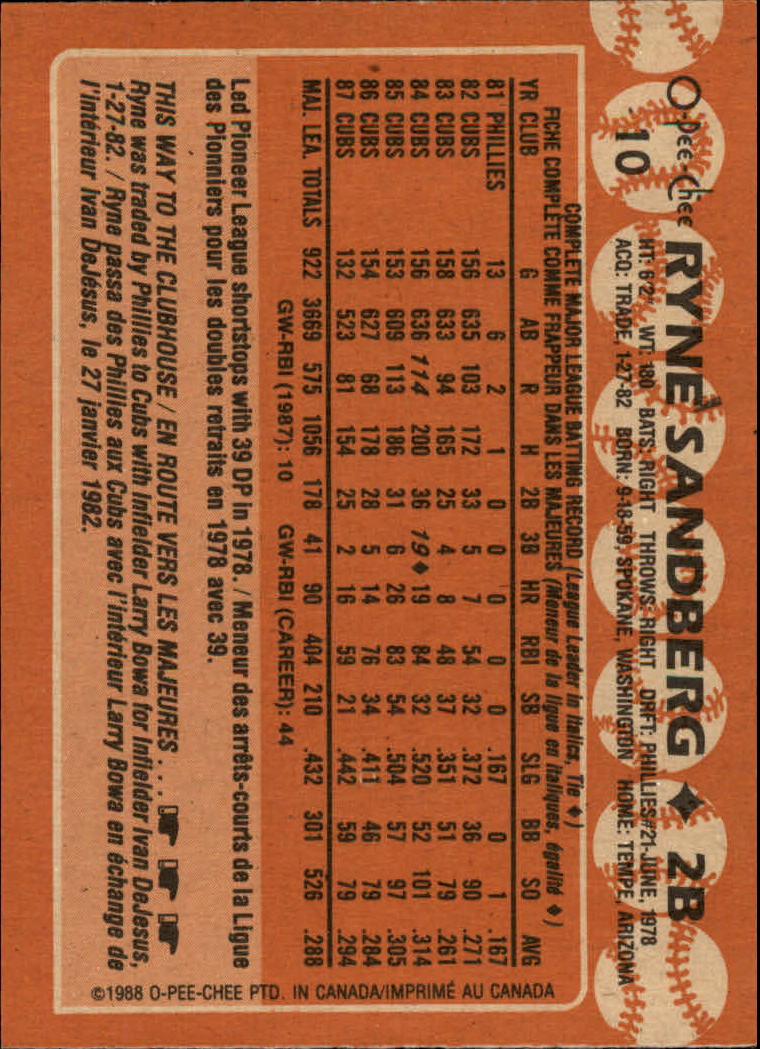 O-Pee-Chee
10
RYNE SANDBERG ♦ 2B
HT: 6'2" WT: 180 BATS: RIGHT THROWS: RIGHT DRFT: PHILLIES #21-JUNE, 1978
ACQ: TRADE, 1-27-82 BORN: 9-18-59, SPOKANE, WASHINGTON HOME: TEMPE, ARIZONA
COMPLETE MAJOR LEAGUE BATTING RECORD (League Leader in Italics, Tie ♦)
FICHE COMPLÈTE COMME FRAPPEUR DANS LES MAJEURES (Meneur de la ligue en italiques, égalité ♦)
YR CLUB G AB R H 2B 3B HR RBI SB SLG BB SO AVG
81 PHILLIES 13 6 2 1 0 0 0 0 0 .167 0 1 .167
82 CUBS 156 635 103 172 33 5 7 54 32 .372 36 90 .271
83 CUBS 158 633 94 165 25 4 8 48 37 .351 51 79 .261
84 CUBS 156 636 114 200 36 19♦ 19 84 32 .520 52 101 .314
85 CUBS 153 609 113 186 31 6 26 83 54 .504 57 97 .305
86 CUBS 154 627 68 178 28 5 14 76 34 .411 46 79 .284
87 CUBS 132 523 81 154 25 2 16 59 21 .442 59 79 .294
MAJ. LEA. TOTALS 922 3669 575 1056 178 41 90 404 210 .432 301 526 .288
GW-RBI (1987): 10 GW-RBI (CAREER): 44
Led Pioneer League shortstops with 39 DP in 1978. / Meneur des arrêts-courts de la Ligue
des Pionniers pour les doubles retraits en 1978 avec 39.
THIS WAY TO THE CLUBHOUSE / EN ROUTE VERS LES MAJEURES . . . ☛ ☛ ☛
Ryne was traded by Phillies to Cubs with Infielder Larry Bowa for Infielder Ivan DeJesus,
1-27-82. / Ryne passa des Phillies aux Cubs avec l'intérieur Larry Bowa en échange de
l'intérieur Ivan DeJésus, le 27 janvier 1982.
©1988 O-PEE-CHEE PTD. IN CANADA/IMPRIMÉ AU CANADA